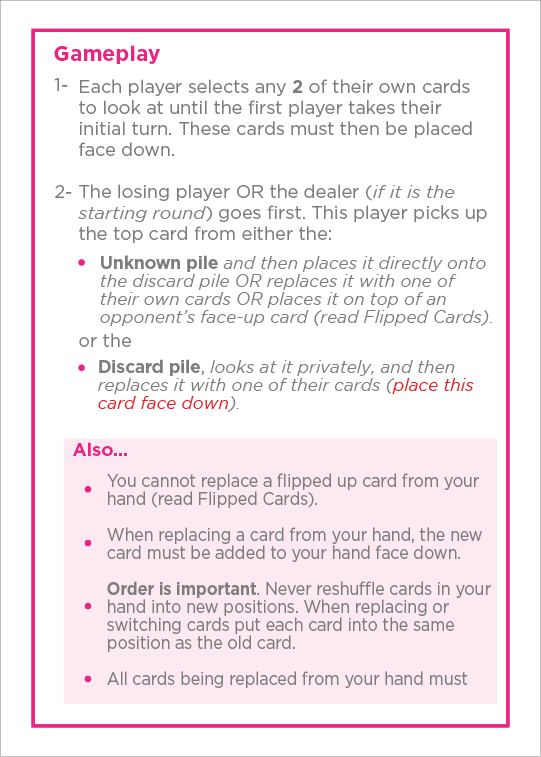 Gameplay
1- Each player selects any 2 of their own cards
to look at until the first player takes their
initial turn. These cards must then be placed
face down.
2- The losing player OR the dealer (if it is the
starting round) goes first. This player picks up
the top card from either the:
• Unknown pile and then places it directly onto
the discard pile OR replaces it with one of
their own cards OR places it on top of an
opponent’s face-up card (read Flipped Cards).
or the
• Discard pile, looks at it privately, and then
replaces it with one of their cards (place this
card face down).
Also...
• You cannot replace a flipped up card from your
hand (read Flipped Cards).
• When replacing a card from your hand, the new
card must be added to your hand face down.
• Order is important. Never reshuffle cards in your
hand into new positions. When replacing or
switching cards put each card into the same
position as the old card.
• All cards being replaced from your hand must